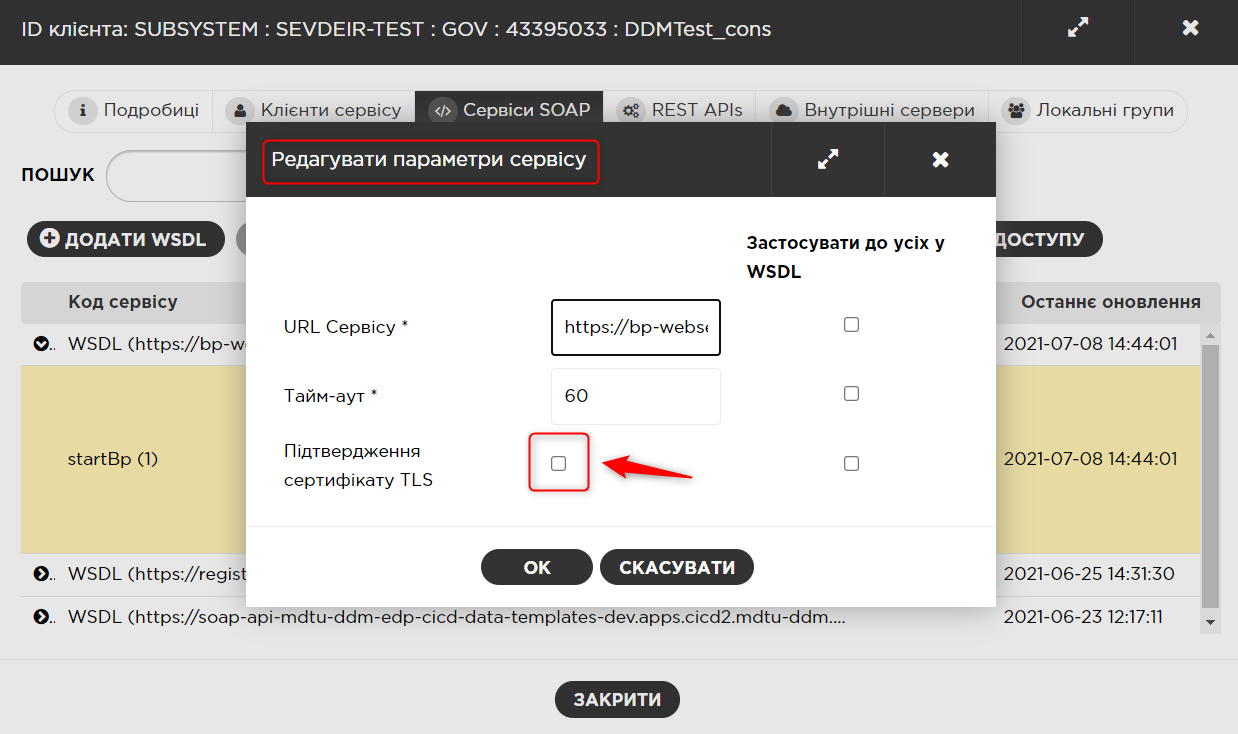 ID клієнта: SUBSYSTEM : SEVDEIR-TEST : GOV : 43395033 : DDMTest_cons
Подробиці Клієнти сервісу Сервіси SOAP REST APIs Внутрішні сервери Локальні групи
Редагувати параметри сервісу
ПОШУК
ДОДАТИ WSDL
ДОСТУПУ
Застосувати до усіх у
WSDL
Код сервісу
Останнє оновлення
URL Сервісу *
https://bp-webse
WSDL (https://bp-w
2021-07-08 14:44:01
Тайм-аут *
60
Підтвердження
сертифікату TLS
startBp (1)
2021-07-08 14:44:01
ОК
СКАСУВАТИ
WSDL (https://regist
2021-06-25 14:31:30
WSDL (https://soap-api-mdtu-ddm-edp-cicd-data-templates-dev.apps.cicd2.mdtu-ddm....
2021-06-23 12:17:11
ЗАКРИТИ